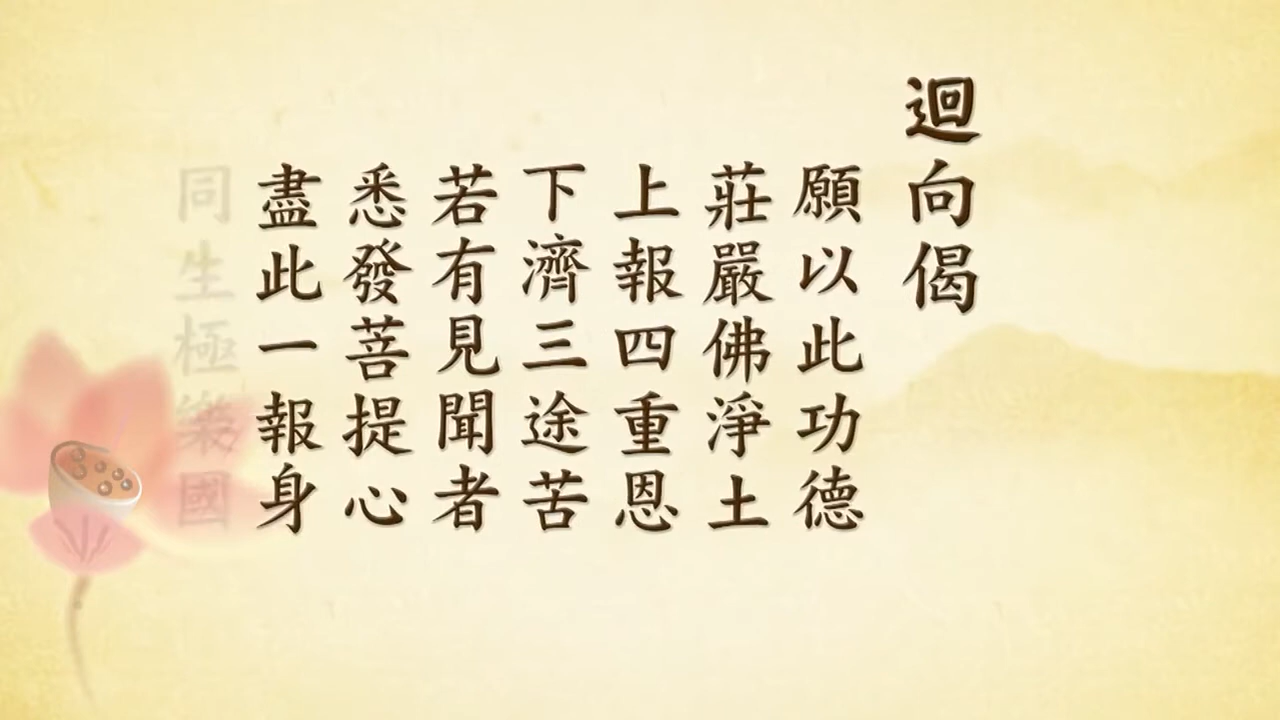 迴向偈
願以此功德
莊嚴佛淨土
上報四重恩
下濟三途苦
若有見聞者
悉發菩提心
盡此一報身
同生極樂國